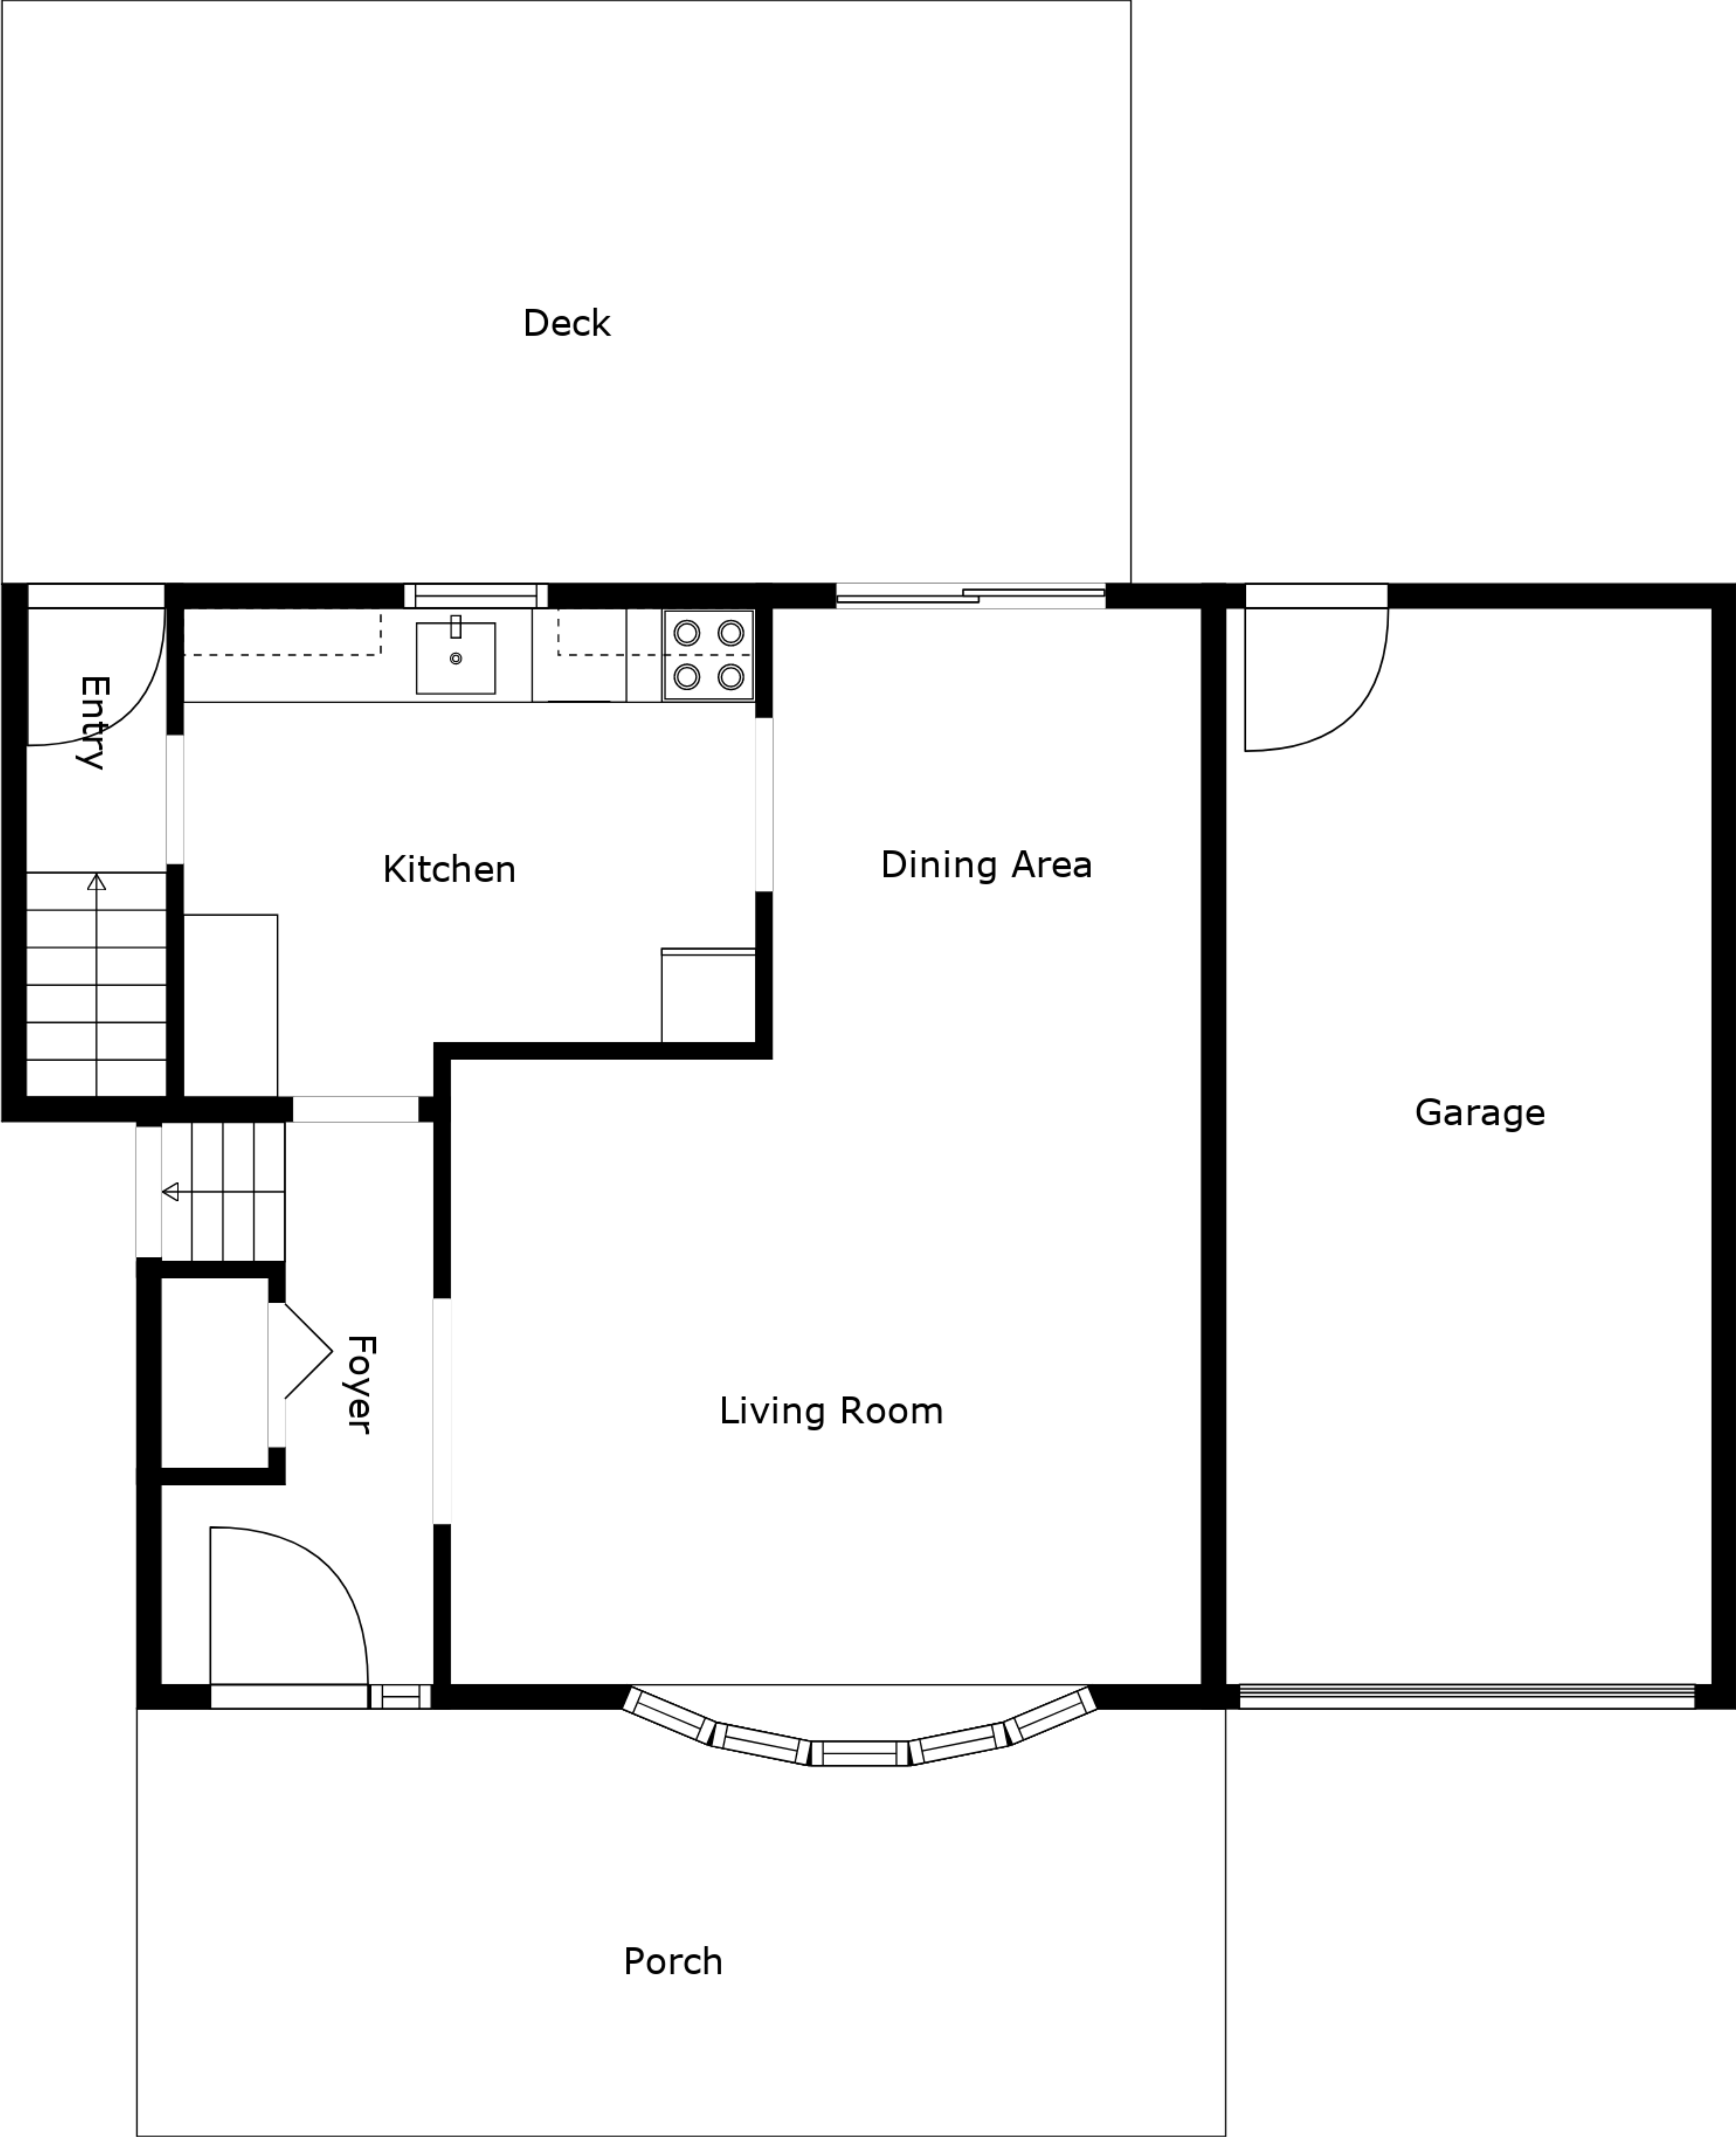 Deck
Entry
Kitchen
Dining Area
Garage
Foyer
Living Room
Porch